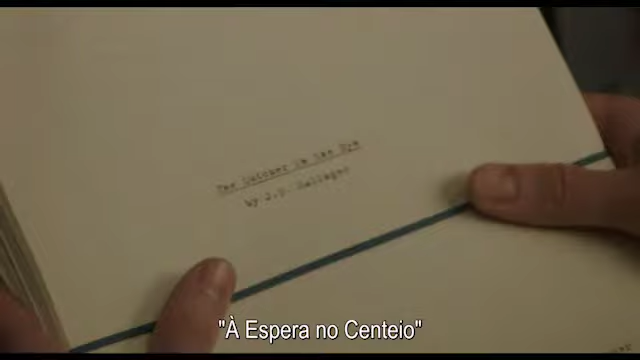 The Catcher in the Rye
by J.D. Salinger
"À Espera no Centeio"